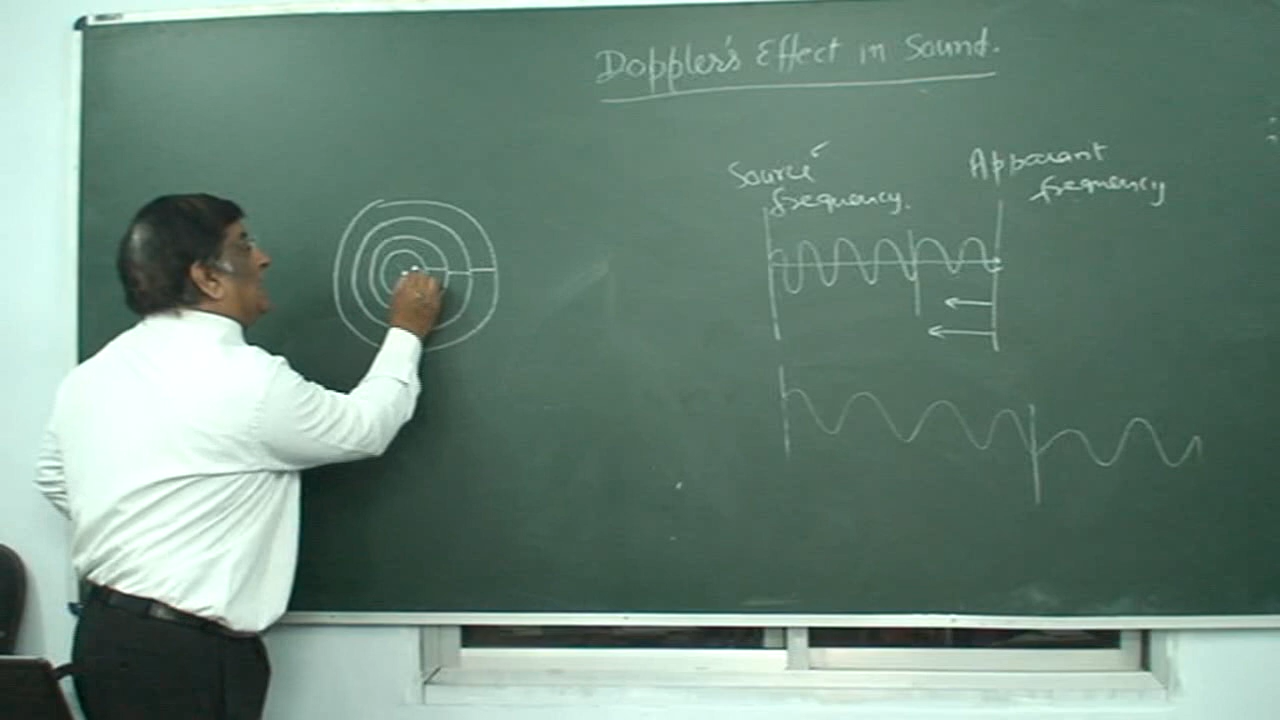 Doppler's Effect in Sound.
Source
frequency.
Apparant
frequency